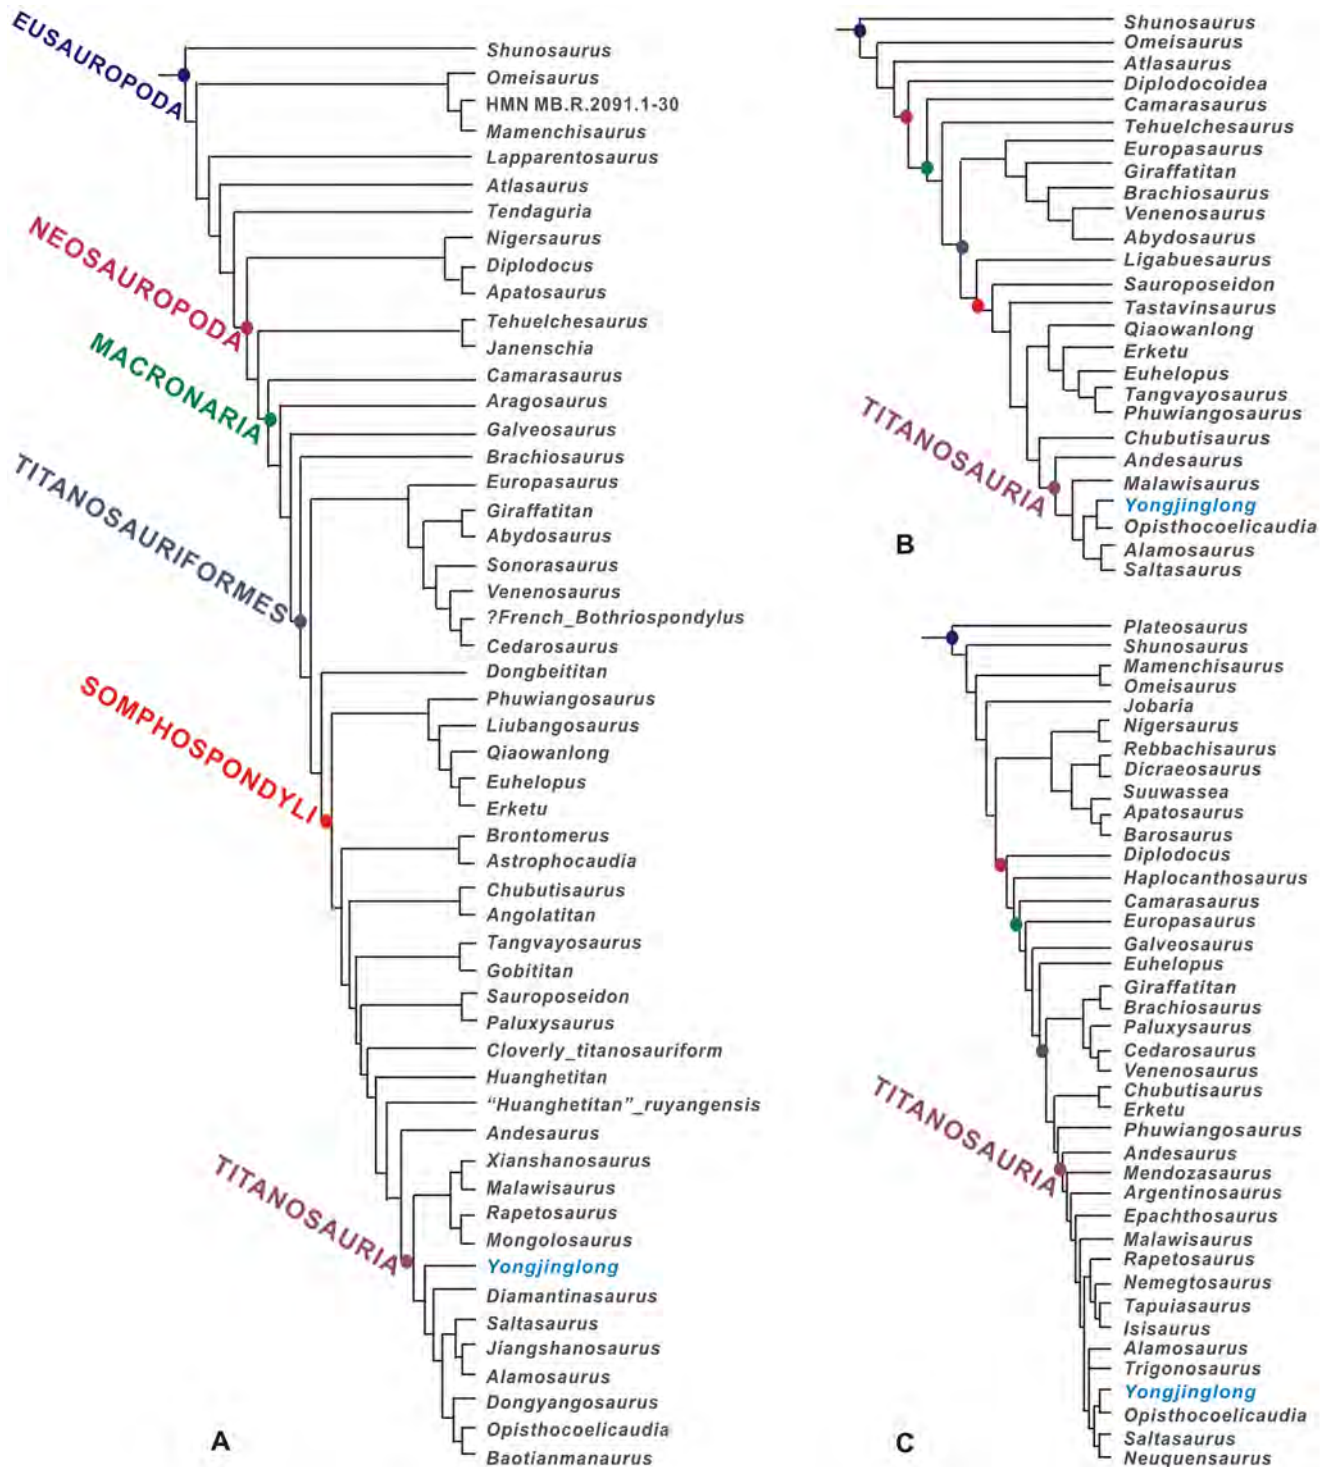 EUSAUROPODA
NEOSAUROPODA
MACRONARIA
TITANOSAURIFORMES
SOMPHOSPONDYLI
TITANOSAURIA
Shunosaurus
Omeisaurus
HMN MB.R.2091.1-30
Mamenchisaurus
Lapparentosaurus
Atlasaurus
Tendaguria
Nigersaurus
Diplodocus
Apatosaurus
Tehuelchesaurus
Janenschia
Camarasaurus
Aragosaurus
Galveosaurus
Brachiosaurus
Europasaurus
Giraffatitan
Abydosaurus
Sonorasaurus
Venenosaurus
?French_Bothriospondylus
Cedarosaurus
Dongbeititan
Phuwiangosaurus
Liubangosaurus
Qiaowanlong
Euhelopus
Erketu
Brontomerus
Astrophocaudia
Chubutisaurus
Angolatitan
Tangvayosaurus
Gobititan
Sauroposeidon
Paluxysaurus
Cloverly_titanosauriform
Huanghetitan
“Huanghetitan”_ruyangensis
Andesaurus
Xianshanosaurus
Malawisaurus
Rapetosaurus
Mongolosaurus
Yongjinglong
Diamantinasaurus
Saltasaurus
Jiangshanosaurus
Alamosaurus
Dongyangosaurus
Opisthocoelicaudia
Baotianmanaurus
A
Shunosaurus
Omeisaurus
Atlasaurus
Diplodocoidea
Camarasaurus
Tehuelchesaurus
Europasaurus
Giraffatitan
Brachiosaurus
Venenosaurus
Abydosaurus
Ligabuesaurus
Sauroposeidon
Tastavinsaurus
Qiaowanlong
Erketu
Euhelopus
Tangvayosaurus
Phuwiangosaurus
Chubutisaurus
Andesaurus
Malawisaurus
Yongjinglong
Opisthocoelicaudia
Alamosaurus
Saltasaurus
TITANOSAURIA
B
Plateosaurus
Shunosaurus
Mamenchisaurus
Omeisaurus
Jobaria
Nigersaurus
Rebbachisaurus
Dicraeosaurus
Suuwassea
Apatosaurus
Barosaurus
Diplodocus
Haplocanthosaurus
Camarasaurus
Europasaurus
Galveosaurus
Euhelopus
Giraffatitan
Brachiosaurus
Paluxysaurus
Cedarosaurus
Venenosaurus
Chubutisaurus
Erketu
Phuwiangosaurus
Andesaurus
Mendozasaurus
Argentinosaurus
Epachthosaurus
Malawisaurus
Rapetosaurus
Nemegtosaurus
Tapuiasaurus
Isisaurus
Alamosaurus
Trigonosaurus
Yongjinglong
Opisthocoelicaudia
Saltasaurus
Neuquensaurus
TITANOSAURIA
C